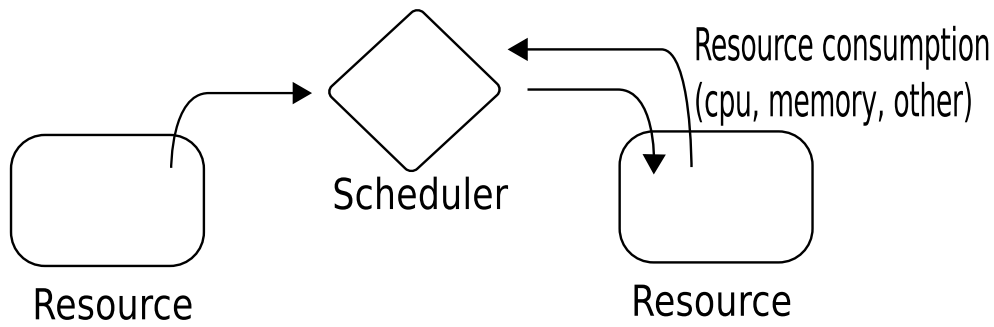 Resource consumption
(cpu, memory, other)
Scheduler
Resource
Resource